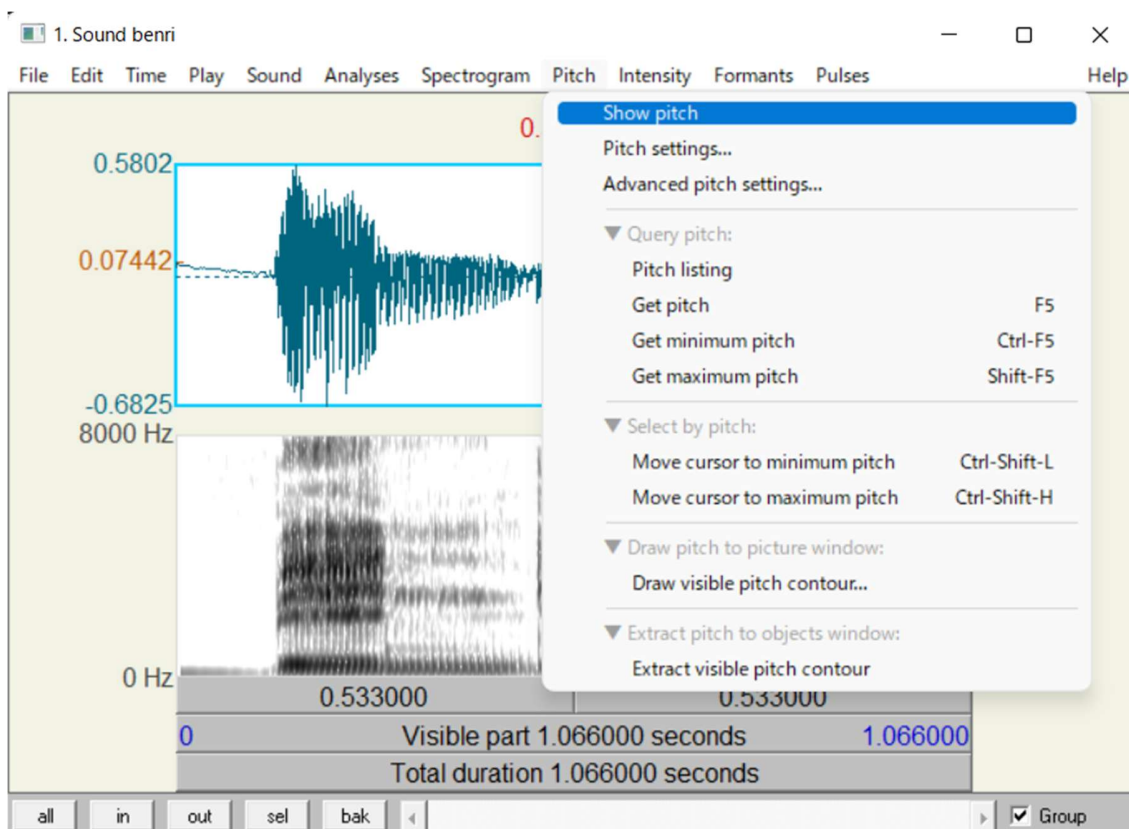 1. Sound benri
File Edit Time Play Sound Analyses Spectrogram Pitch Intensity Formants Pulses Help
Show pitch
Pitch settings...
Advanced pitch settings...
▼ Query pitch:
Pitch listing
Get pitch F5
Get minimum pitch Ctrl-F5
Get maximum pitch Shift-F5
▼ Select by pitch:
Move cursor to minimum pitch Ctrl-Shift-L
Move cursor to maximum pitch Ctrl-Shift-H
▼ Draw pitch to picture window:
Draw visible pitch contour...
▼ Extract pitch to objects window:
Extract visible pitch contour
0.
0.5802
0.07442
-0.6825
8000 Hz
0 Hz
0.533000 0.533000
0 Visible part 1.066000 seconds 1.066000
Total duration 1.066000 seconds
all in out sel bak Group